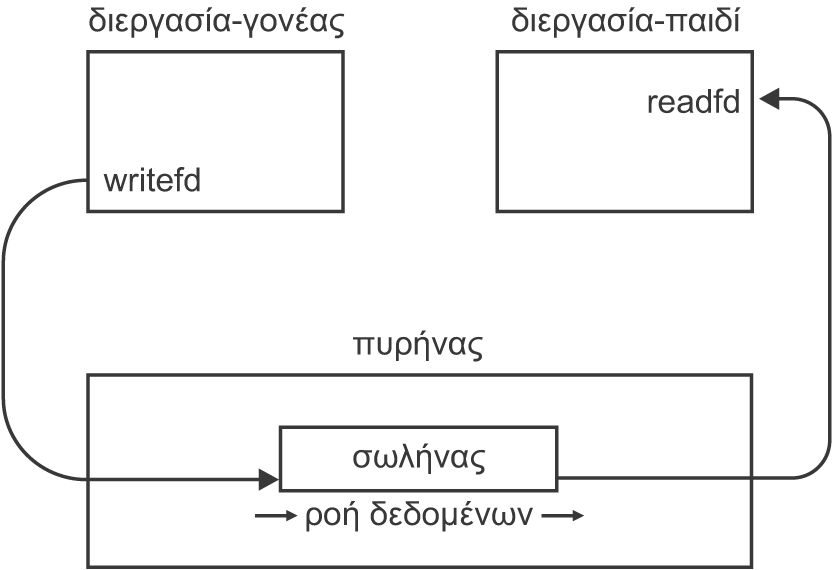 διεργασία-γονέας
διεργασία-παιδί
readfd
writefd
πυρήνας
σωλήνας
ροή δεδομένων